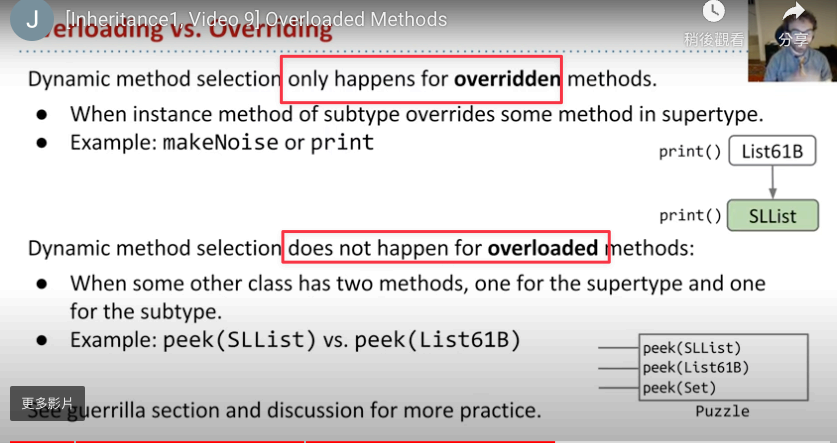 J
[Inheritance1, Video 9] Overloaded Methods
稍後觀看
分享
Overloading vs. Overriding
Dynamic method selection only happens for overridden methods.
● When instance method of subtype overrides some method in supertype.
● Example: makeNoise or print
print() List61B
print() SLList
Dynamic method selection does not happen for overloaded methods:
● When some other class has two methods, one for the supertype and one
for the subtype.
● Example: peek(SLList) vs. peek(List61B)
peek(SLList)
peek(List61B)
peek(Set)
Puzzle
更多影片
See guerrilla section and discussion for more practice.